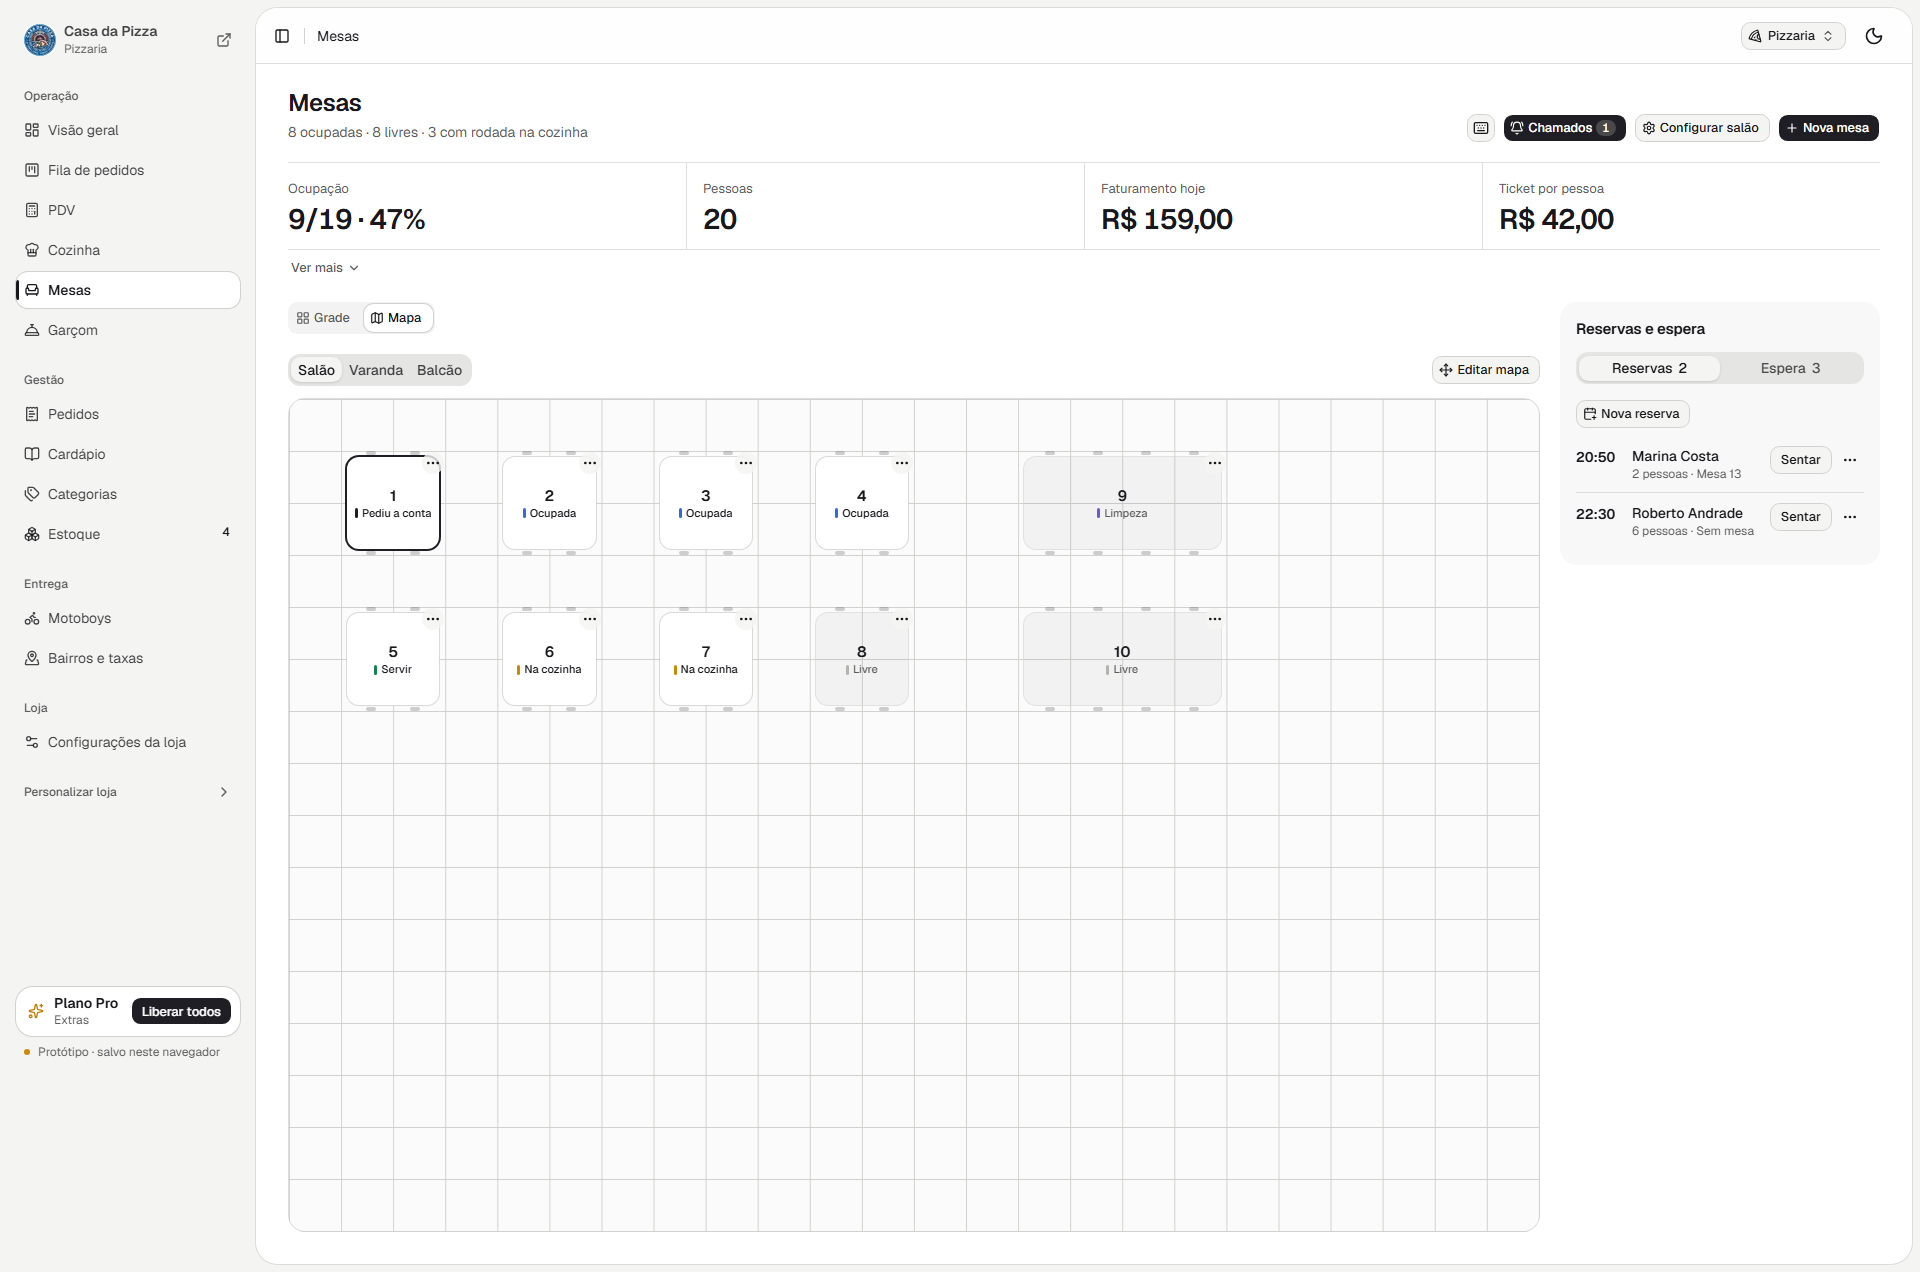 Casa da Pizza
Pizzaria
Operação
Visão geral
Fila de pedidos
PDV
Cozinha
Mesas
Garçom
Gestão
Pedidos
Cardápio
Categorias
Estoque 4
Entrega
Motoboys
Bairros e taxas
Loja
Configurações da loja
Personalizar loja
Plano Pro
Extras
Liberar todos
Protótipo · salvo neste navegador
Mesas
Pizzaria
Mesas
8 ocupadas · 8 livres · 3 com rodada na cozinha
Chamados 1
Configurar salão
Nova mesa
Ocupação
9/19 · 47%
Pessoas
20
Faturamento hoje
R$ 159,00
Ticket por pessoa
R$ 42,00
Ver mais
Grade
Mapa
Salão
Varanda
Balcão
Editar mapa
1
Pediu a conta
2
Ocupada
3
Ocupada
4
Ocupada
9
Limpeza
5
Servir
6
Na cozinha
7
Na cozinha
8
Livre
10
Livre
Reservas e espera
Reservas 2
Espera 3
Nova reserva
20:50
Marina Costa
2 pessoas · Mesa 13
Sentar
22:30
Roberto Andrade
6 pessoas · Sem mesa
Sentar